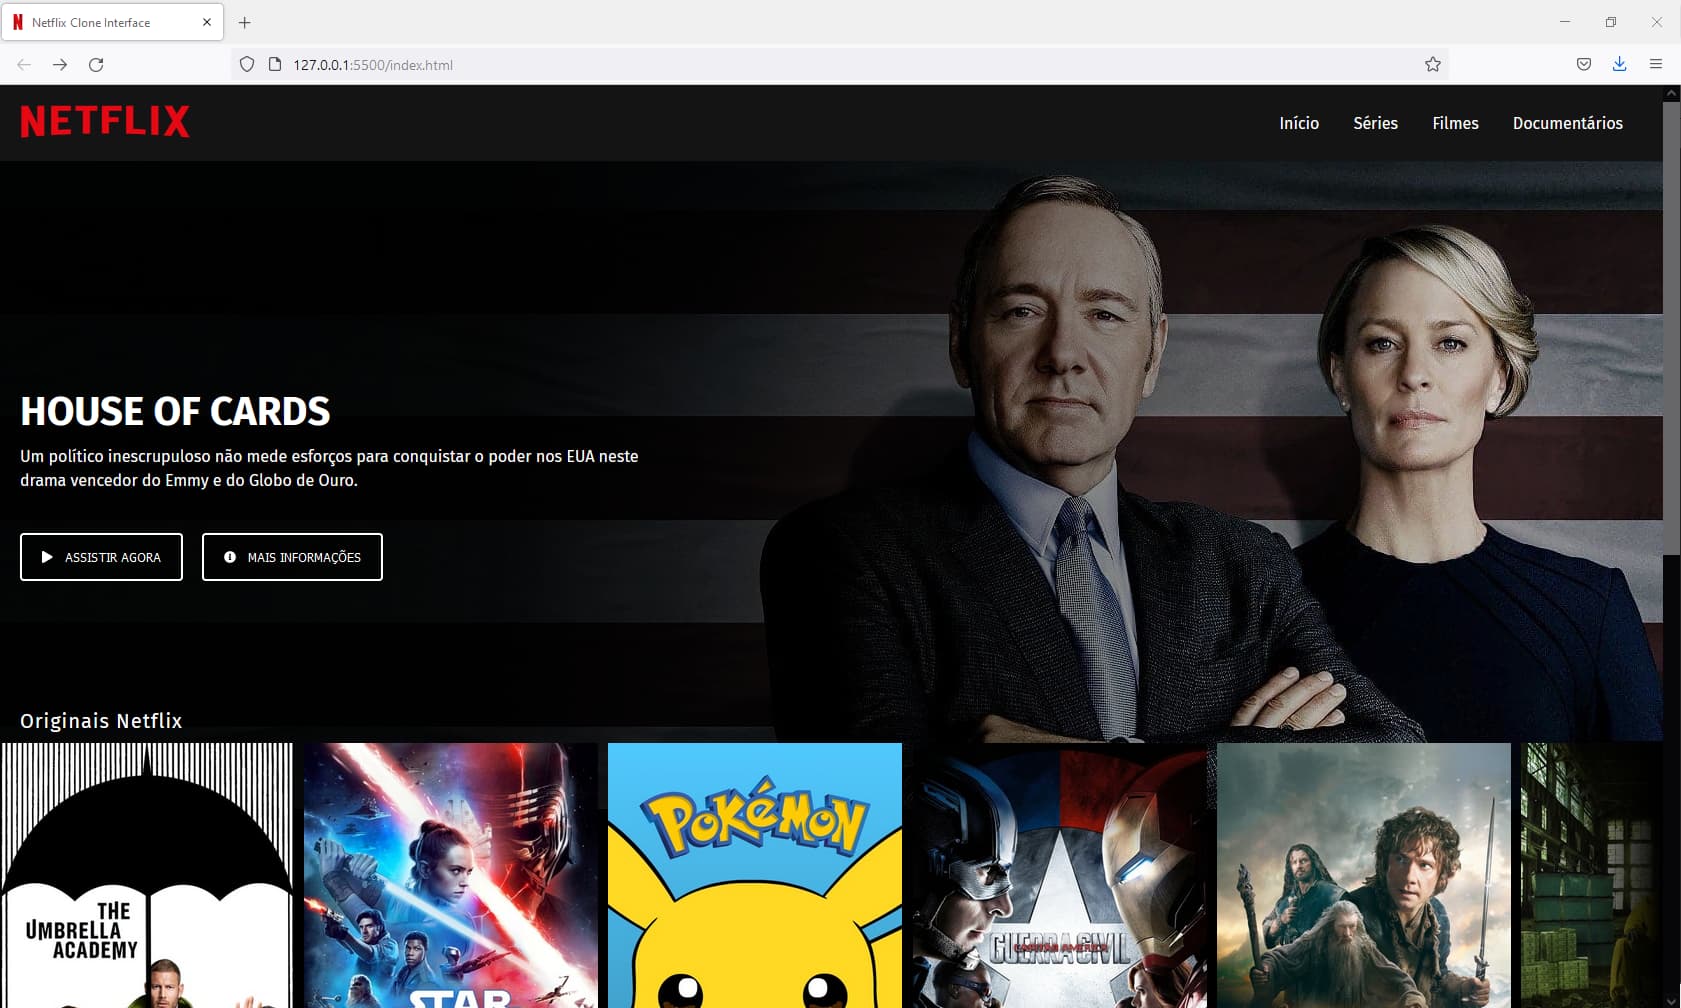 Netflix Clone Interface
127.0.0.1:5500/index.html
NETFLIX
Início Séries Filmes Documentários
HOUSE OF CARDS
Um político inescrupuloso não mede esforços para conquistar o poder nos EUA neste
drama vencedor do Emmy e do Globo de Ouro.
ASSISTIR AGORA MAIS INFORMAÇÕES
Originais Netflix
THE
UMBRELLA
ACADEMY
STAR
POKéMON
CAPITÃO AMÉRICA
GUERRA CIVIL